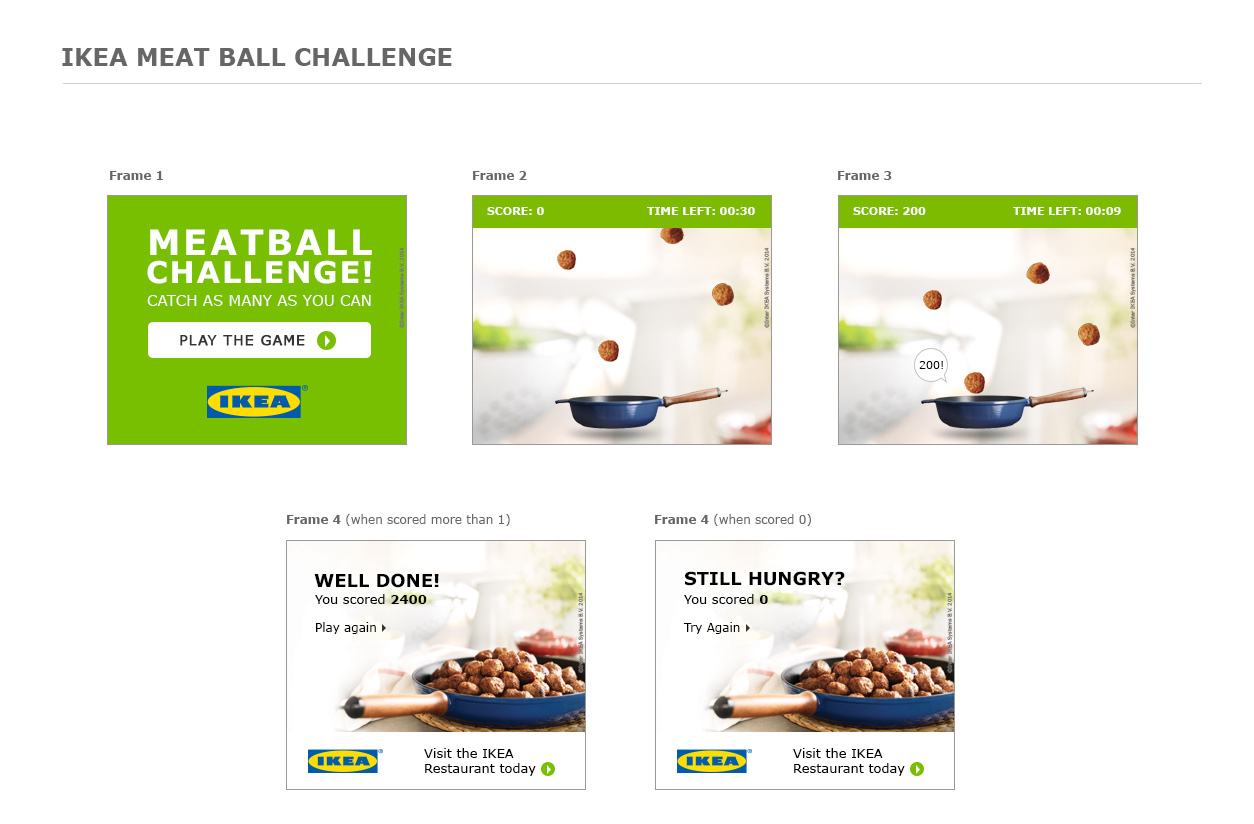 IKEA MEAT BALL CHALLENGE
Frame 1
MEATBALL
CHALLENGE!
CATCH AS MANY AS YOU CAN
PLAY THE GAME
IKEA®
©Inter IKEA Systems B.V. 2014
Frame 2
SCORE: 0 TIME LEFT: 00:30
©Inter IKEA Systems B.V. 2014
Frame 3
SCORE: 200 TIME LEFT: 00:09
200!
©Inter IKEA Systems B.V. 2014
Frame 4 (when scored more than 1)
WELL DONE!
You scored 2400
Play again
©Inter IKEA Systems B.V. 2014
IKEA®
Visit the IKEA
Restaurant today
Frame 4 (when scored 0)
STILL HUNGRY?
You scored 0
Try Again
©Inter IKEA Systems B.V. 2014
IKEA®
Visit the IKEA
Restaurant today